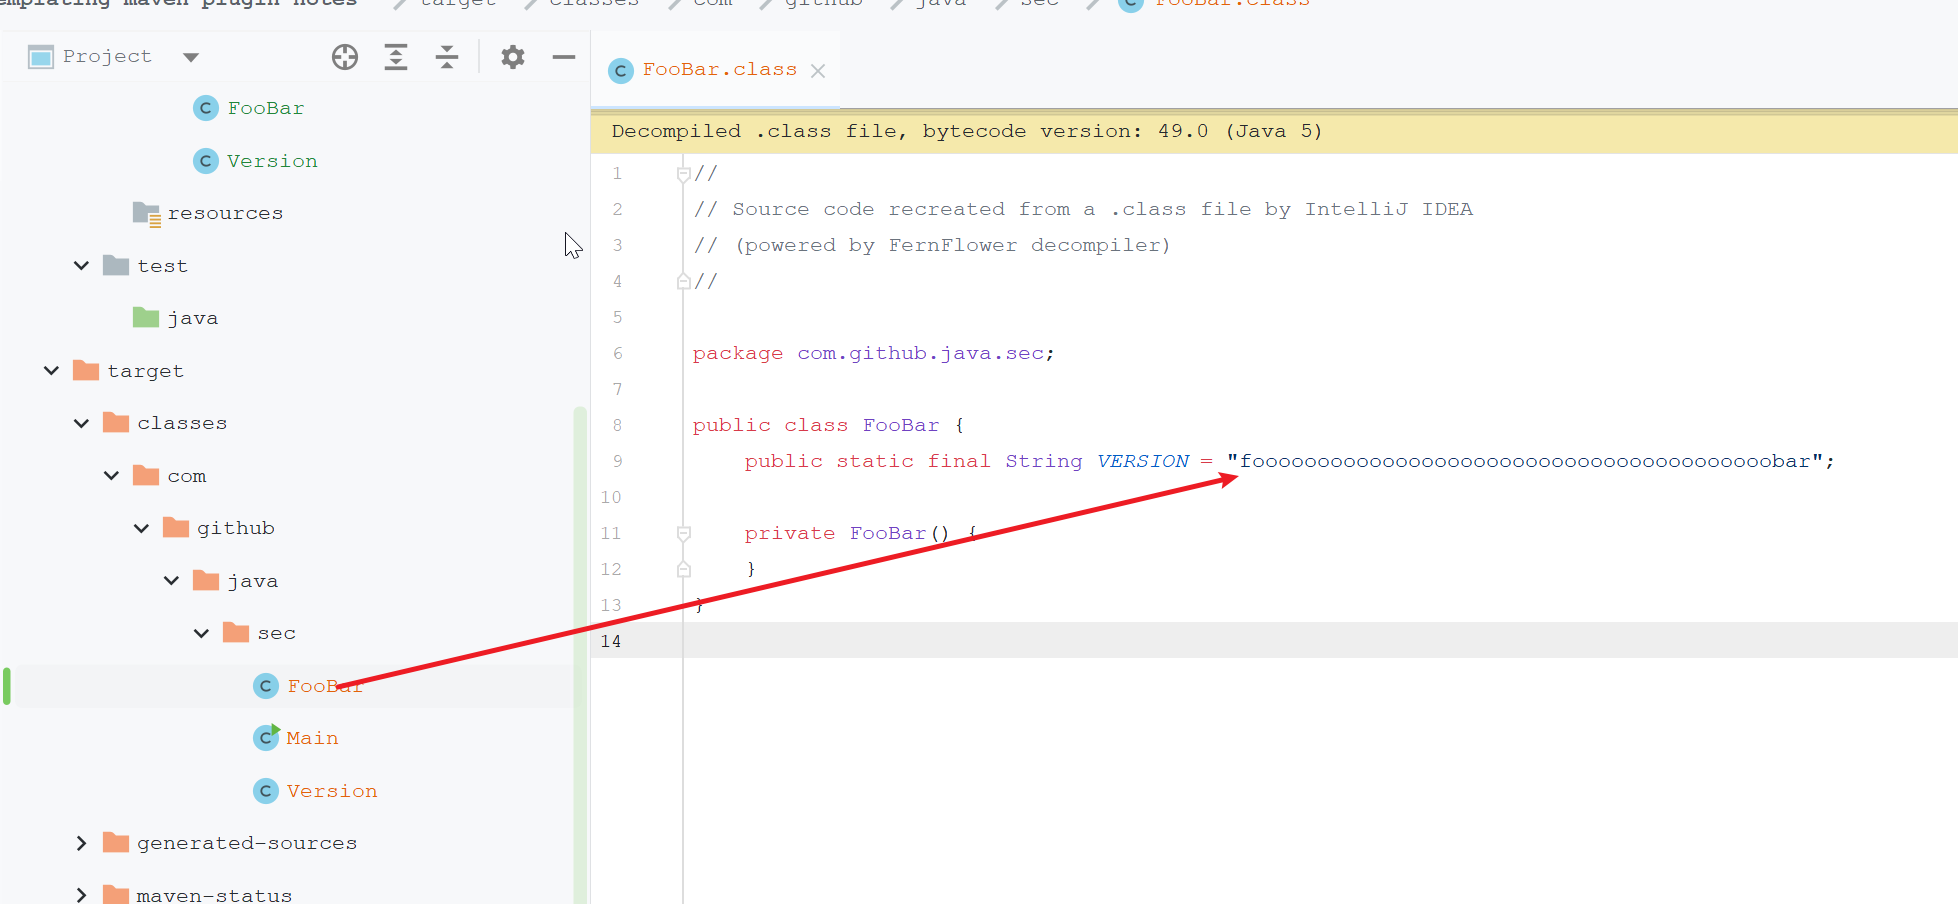 templating maven plugin notes target classes com github java sec FooBar.class
Project
FooBar
Version
resources
test
java
target
classes
com
github
java
sec
FooBar
Main
Version
generated-sources
maven-status
FooBar.class
Decompiled .class file, bytecode version: 49.0 (Java 5)
1 //
2 // Source code recreated from a .class file by IntelliJ IDEA
3 // (powered by FernFlower decompiler)
4 //
5
6 package com.github.java.sec;
7
8 public class FooBar {
9 public static final String VERSION = "foooooooooooooooooooooooooooooooooooooooobar";
10
11 private FooBar() {
12 }
13 }
14